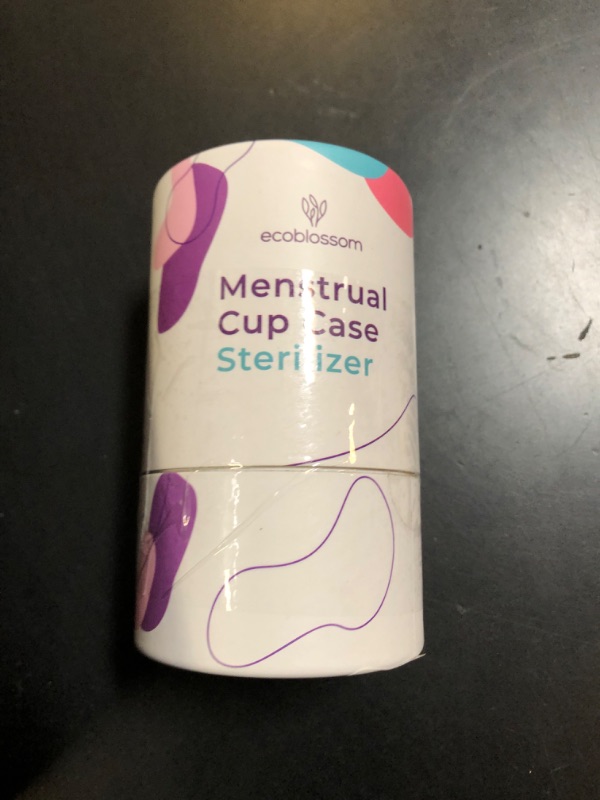 ecoblossom
Menstrual
Cup Case
Sterilizer